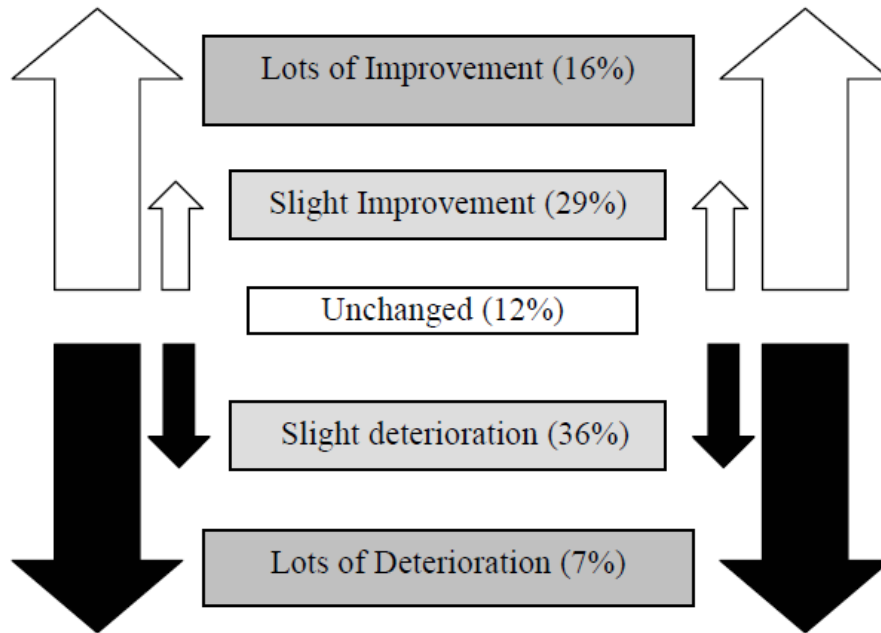 Lots of Improvement (16%)
Slight Improvement (29%)
Unchanged (12%)
Slight deterioration (36%)
Lots of Deterioration (7%)